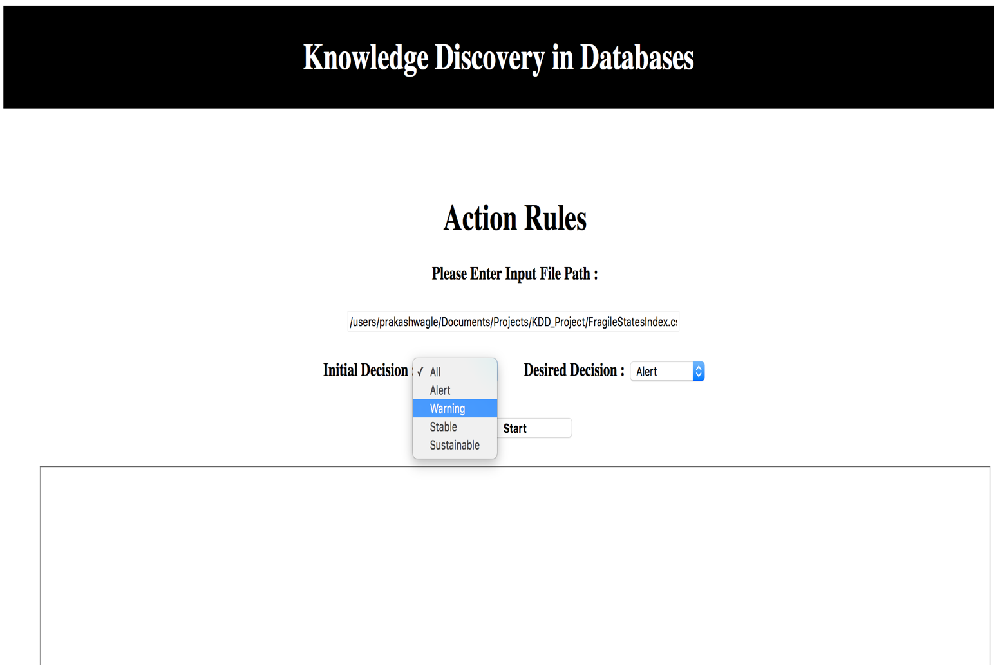 Knowledge Discovery in Databases
Action Rules
Please Enter Input File Path :
/users/prakashwagle/Documents/Projects/KDD_Project/FragileStatesIndex.cs
Initial Decision :
✓ All
Alert
Warning
Stable
Sustainable
Desired Decision : Alert
Start